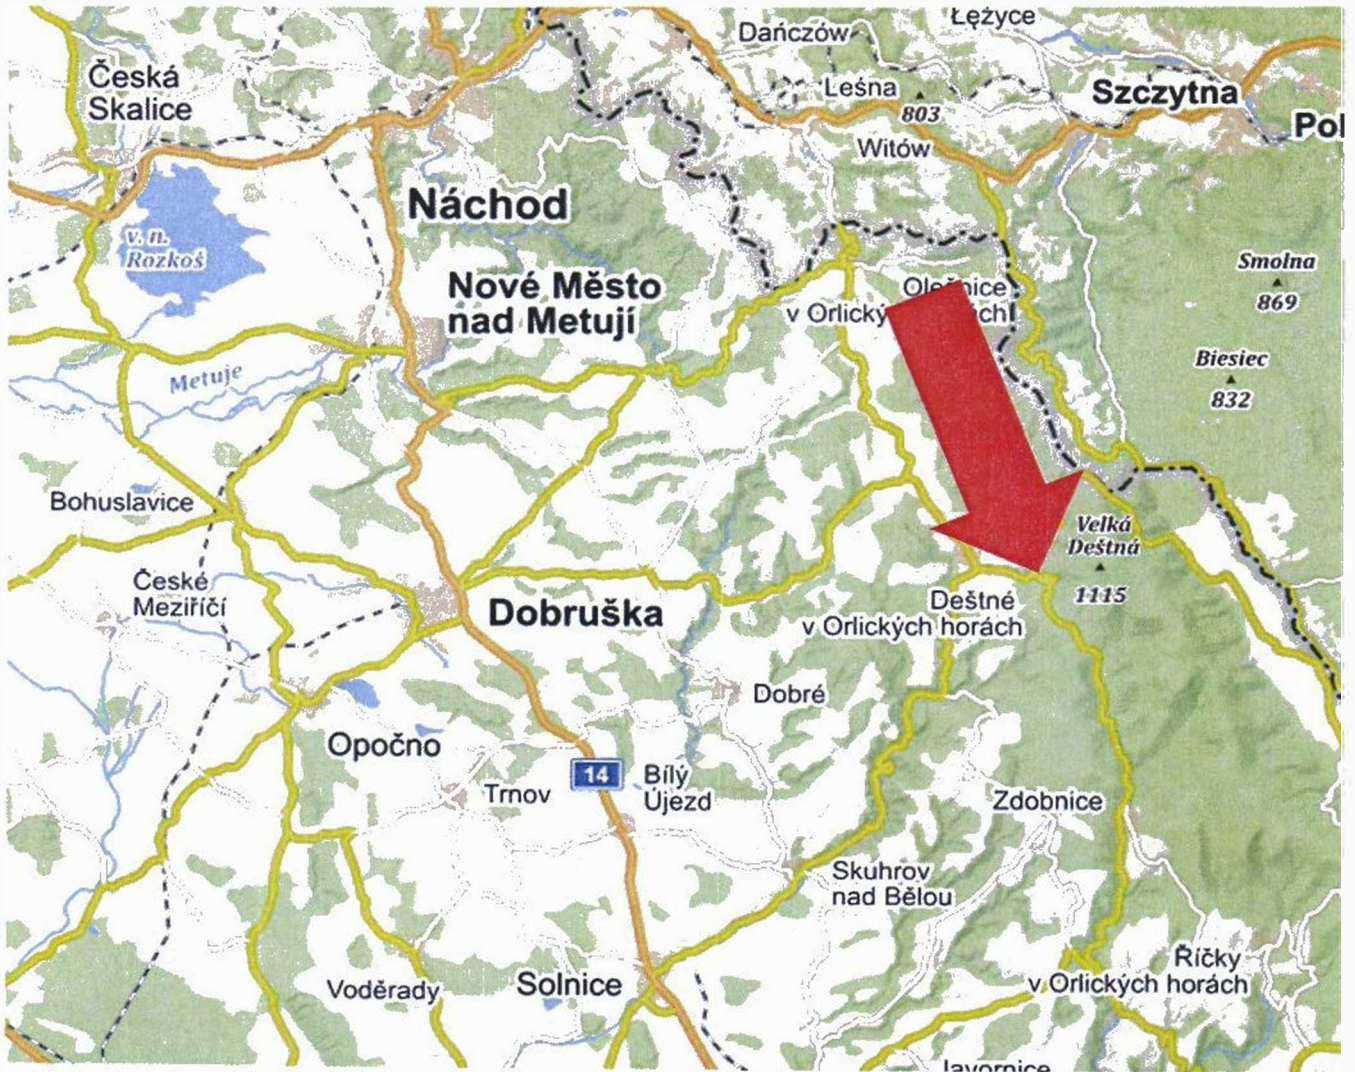 Łężyce
Dańczów
Česká
Skalice
Leśna
803
Szczytna
Witów
Náchod
v. n.
Rozkoš
Smolna
869
Nové Město
nad Metují
v Orlický
Biesiec
832
Metuje
Bohuslavice
Velká
Deštná
1115
České
Meziříčí
Dobruška
Deštné
v Orlických horách
Dobré
Opočno
14
Bílý
Újezd
Trnov
Zdobnice
Skuhrov
nad Bělou
Říčky
v Orlických horách
Solnice
Voděrady
Javornice